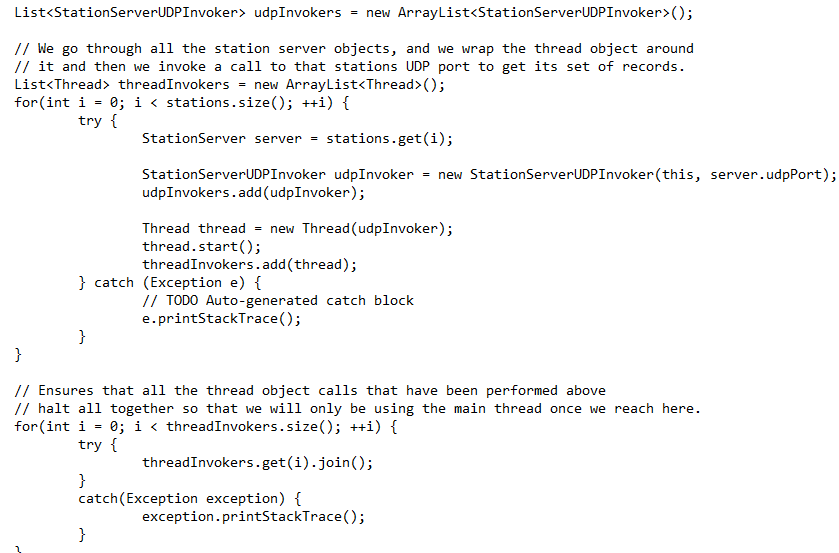 List<StationServerUDPInvoker> udpInvokers = new ArrayList<StationServerUDPInvoker>();

// We go through all the station server objects, and we wrap the thread object around
// it and then we invoke a call to that stations UDP port to get its set of records.
List<Thread> threadInvokers = new ArrayList<Thread>();
for(int i = 0; i < stations.size(); ++i) {
        try {
                StationServer server = stations.get(i);

                StationServerUDPInvoker udpInvoker = new StationServerUDPInvoker(this, server.udpPort);
                udpInvokers.add(udpInvoker);

                Thread thread = new Thread(udpInvoker);
                thread.start();
                threadInvokers.add(thread);
        } catch (Exception e) {
                // TODO Auto-generated catch block
                e.printStackTrace();
        }
}

// Ensures that all the thread object calls that have been performed above
// halt all together so that we will only be using the main thread once we reach here.
for(int i = 0; i < threadInvokers.size(); ++i) {
        try {
                threadInvokers.get(i).join();
        }
        catch(Exception exception) {
                exception.printStackTrace();
        }
}